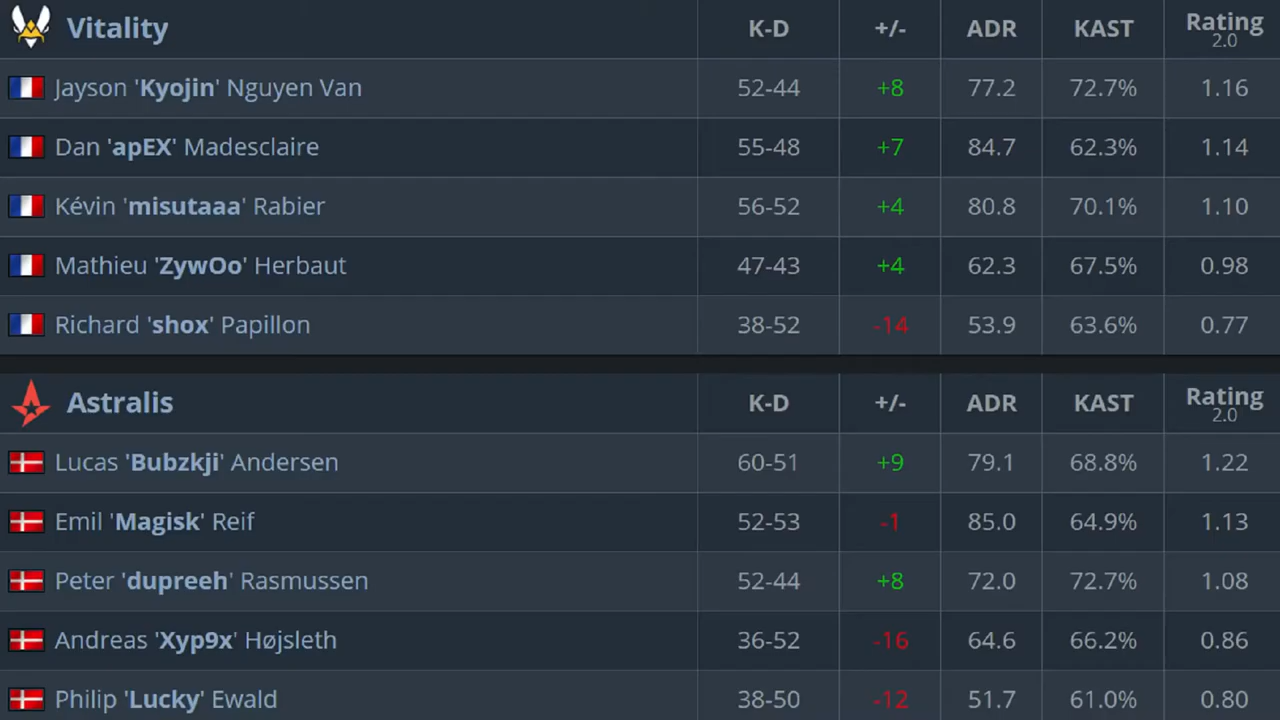 Vitality K-D +/- ADR KAST Rating 2.0
Jayson 'Kyojin' Nguyen Van 52-44 +8 77.2 72.7% 1.16
Dan 'apEX' Madesclaire 55-48 +7 84.7 62.3% 1.14
Kévin 'misutaaa' Rabier 56-52 +4 80.8 70.1% 1.10
Mathieu 'ZywOo' Herbaut 47-43 +4 62.3 67.5% 0.98
Richard 'shox' Papillon 38-52 -14 53.9 63.6% 0.77
Astralis K-D +/- ADR KAST Rating 2.0
Lucas 'Bubzkji' Andersen 60-51 +9 79.1 68.8% 1.22
Emil 'Magisk' Reif 52-53 -1 85.0 64.9% 1.13
Peter 'dupreeh' Rasmussen 52-44 +8 72.0 72.7% 1.08
Andreas 'Xyp9x' Højsleth 36-52 -16 64.6 66.2% 0.86
Philip 'Lucky' Ewald 38-50 -12 51.7 61.0% 0.80